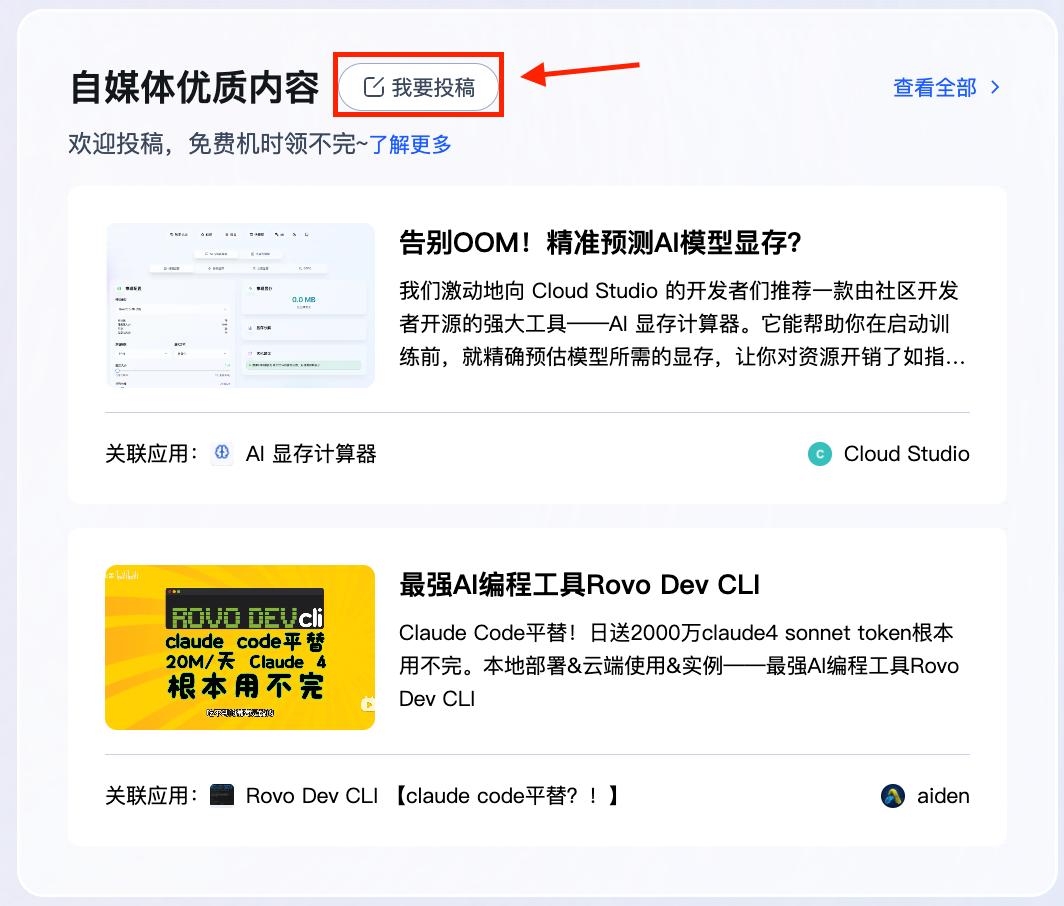 自媒体优质内容 我要投稿 查看全部
欢迎投稿，免费机时领不完~了解更多
告别OOM！精准预测AI模型显存?
我们激动地向 Cloud Studio 的开发者们推荐一款由社区开发
者开源的强大工具——AI 显存计算器。它能帮助你在启动训
练前，就精确预估模型所需的显存，让你对资源开销了如指...
0.0 MB
关联应用： AI 显存计算器 C Cloud Studio
最强AI编程工具Rovo Dev CLI
Claude Code平替！日送2000万claude4 sonnet token根本
用不完。本地部署&云端使用&实例——最强AI编程工具Rovo
Dev CLI
bilibili
ROVO DEV cli
claude code平替
20M/天 Claude 4
根本用不完
关联应用： Rovo Dev CLI 【claude code平替？！】 aiden